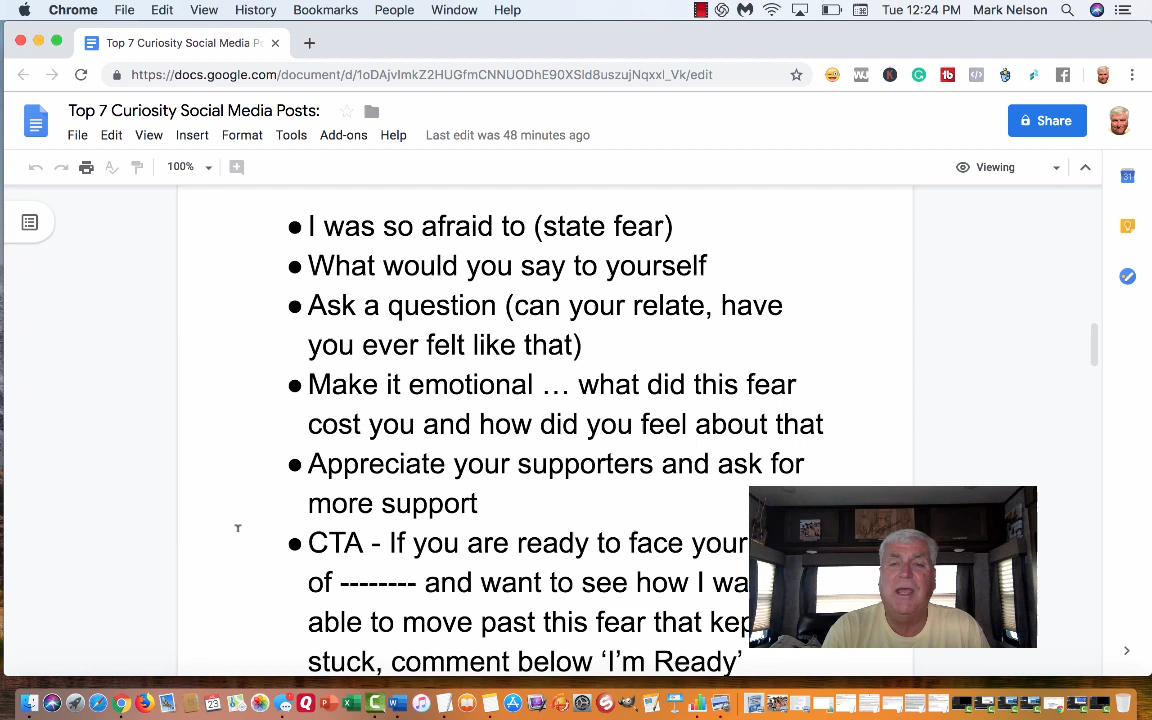 Chrome File Edit View History Bookmarks People Window Help Tue 12:24 PM Mark Nelson
Top 7 Curiosity Social Media Po
https://docs.google.com/document/d/1oDAjvImkZ2HUGfmCNNUODhE90XSld8uszujNqxxl_Vk/edit
Top 7 Curiosity Social Media Posts:
File Edit View Insert Format Tools Add-ons Help Last edit was 48 minutes ago
Share
100% Viewing
● I was so afraid to (state fear)
● What would you say to yourself
● Ask a question (can your relate, have
you ever felt like that)
● Make it emotional … what did this fear
cost you and how did you feel about that
● Appreciate your supporters and ask for
more support
● CTA - If you are ready to face your
of -------- and want to see how I wa
able to move past this fear that kep
stuck, comment below ‘I’m Ready’